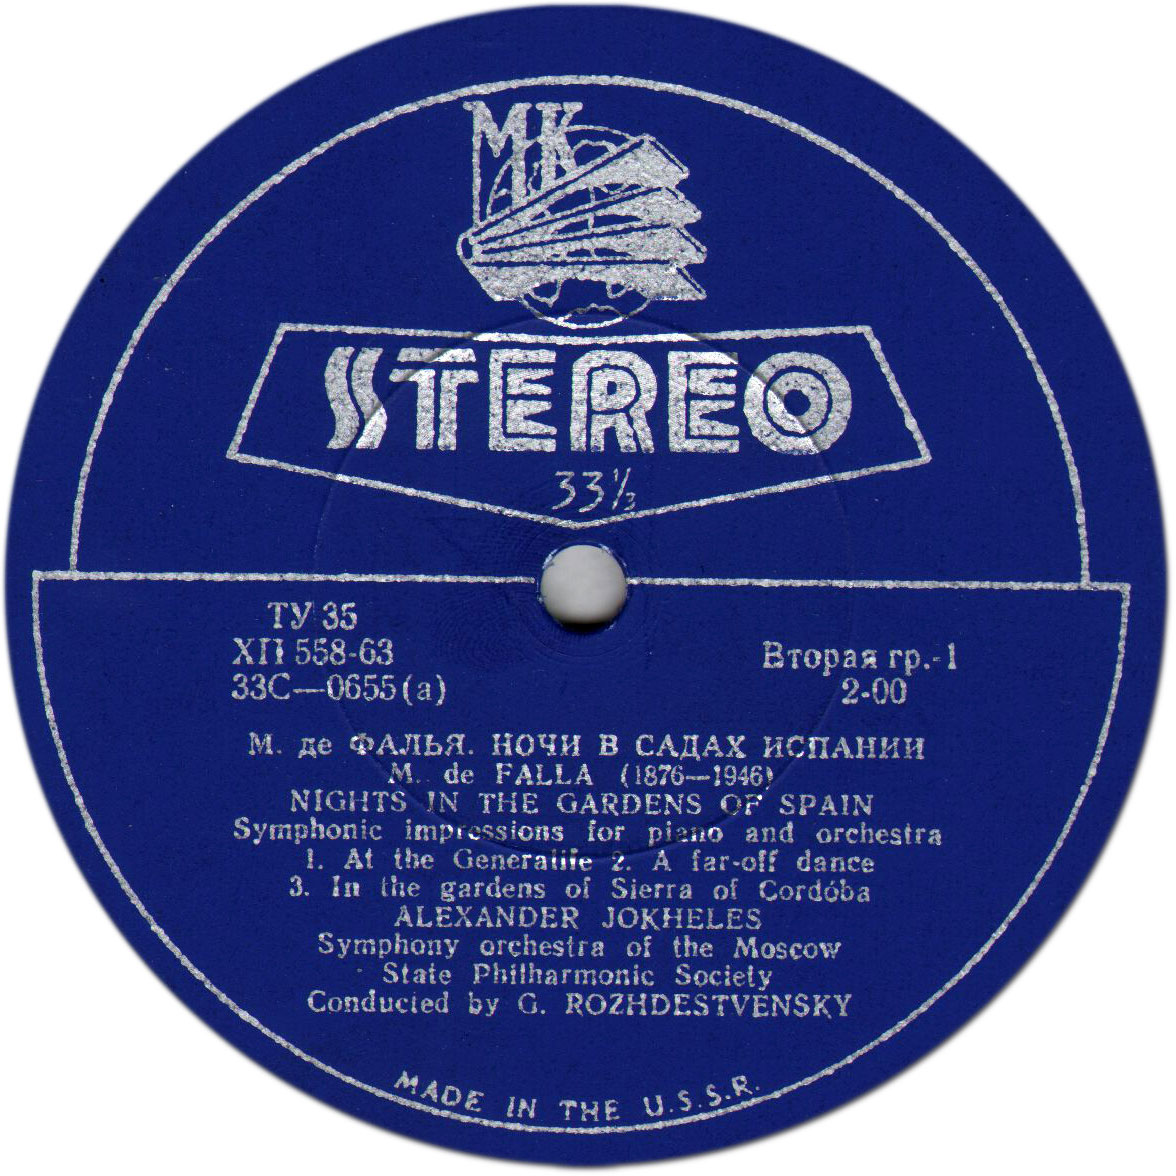 МК
STEREO
33⅓
ТУ 35
ХП 558-63
33С—0655(a)
Вторая гр.-1
2-00
М. де ФАЛЬЯ. НОЧИ В САДАХ ИСПАНИИ
M. de FALLA (1876—1946)
NIGHTS IN THE GARDENS OF SPAIN
Symphonic impressions for piano and orchestra
1. At the Generalife 2. A far-off dance
3. In the gardens of Sierra of Cordóba
ALEXANDER JOKHELES
Symphony orchestra of the Moscow
State Philharmonic Society
Conducted by G. ROZHDESTVENSKY
MADE IN THE U.S.S.R.